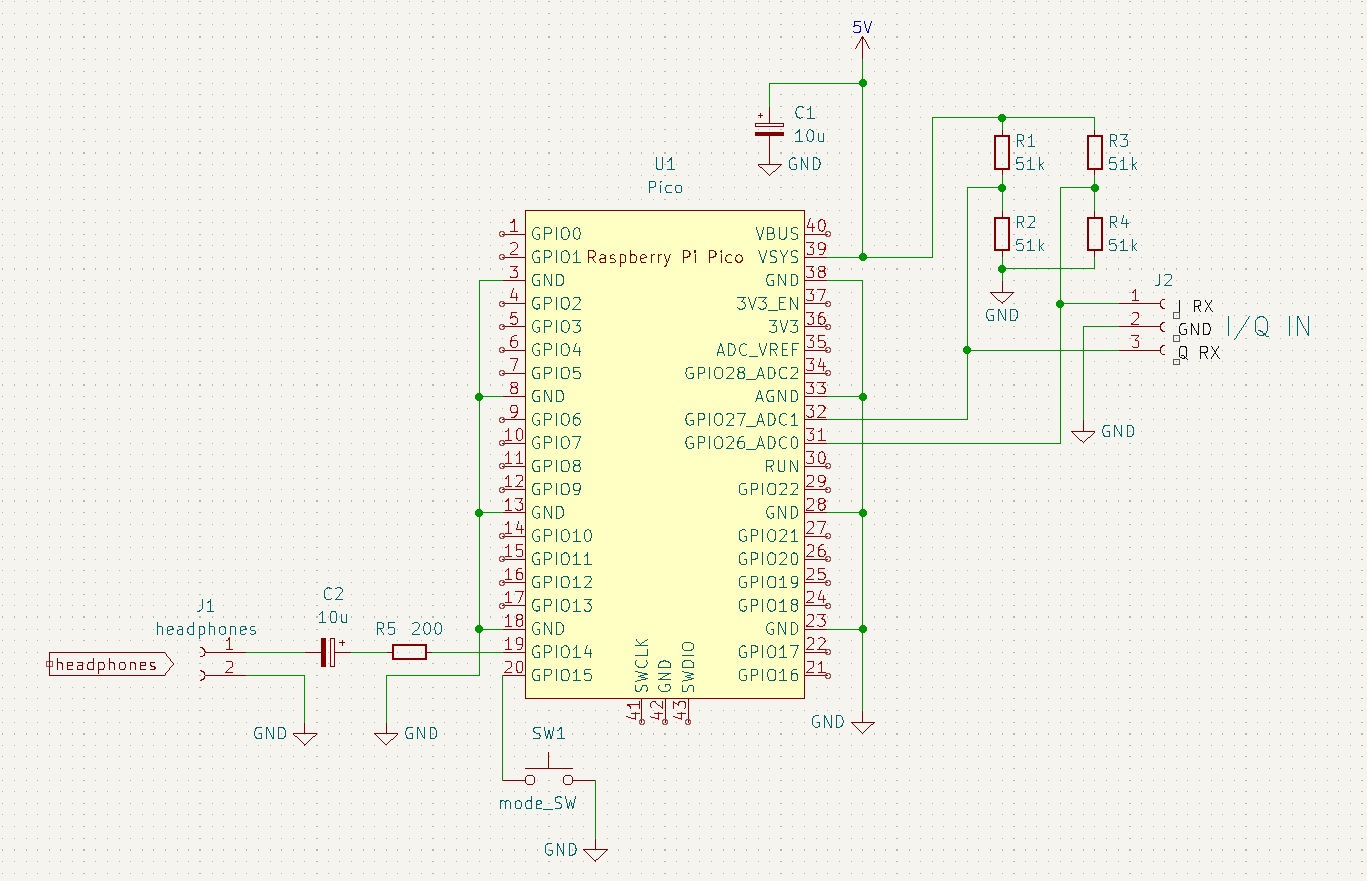 5V
C1
10u
GND
R1
51k
R3
51k
R2
51k
R4
51k
GND
U1
Pico
Raspberry Pi Pico
1 GPIO0
2 GPIO1
3 GND
4 GPIO2
5 GPIO3
6 GPIO4
7 GPIO5
8 GND
9 GPIO6
10 GPIO7
11 GPIO8
12 GPIO9
13 GND
14 GPIO10
15 GPIO11
16 GPIO12
17 GPIO13
18 GND
19 GPIO14
20 GPIO15
VBUS 40
VSYS 39
GND 38
3V3_EN 37
3V3 36
ADC_VREF 35
GPIO28_ADC2 34
AGND 33
GPIO27_ADC1 32
GPIO26_ADC0 31
RUN 30
GPIO22 29
GND 28
GPIO21 27
GPIO20 26
GPIO19 25
GPIO18 24
GND 23
GPIO17 22
GPIO16 21
SWCLK 41
GND 42
SWDIO 43
J2
1 I RX
2 GND
3 Q RX
I/Q IN
GND
GND
J1
headphones
headphones
1
2
C2
10u
R5 200
GND
GND
SW1
mode_SW
GND